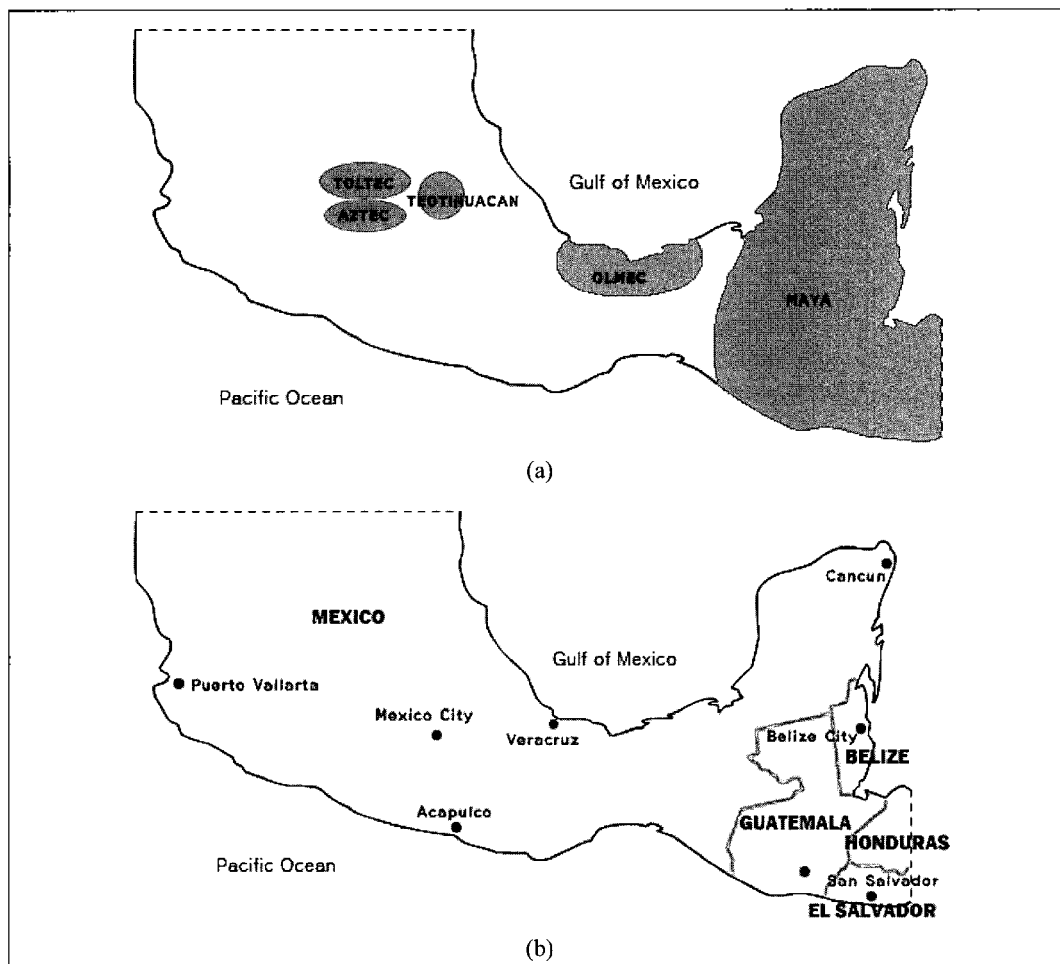 TOLTEC
TEOTIHUACAN
AZTEC
Gulf of Mexico
OLMEC
MAYA
Pacific Ocean
(a)
Cancun
MEXICO
Gulf of Mexico
Puerto Vallarta
Mexico City
Veracruz
Belize City
BELIZE
Acapulco
GUATEMALA
HONDURAS
Pacific Ocean
San Salvador
EL SALVADOR
(b)